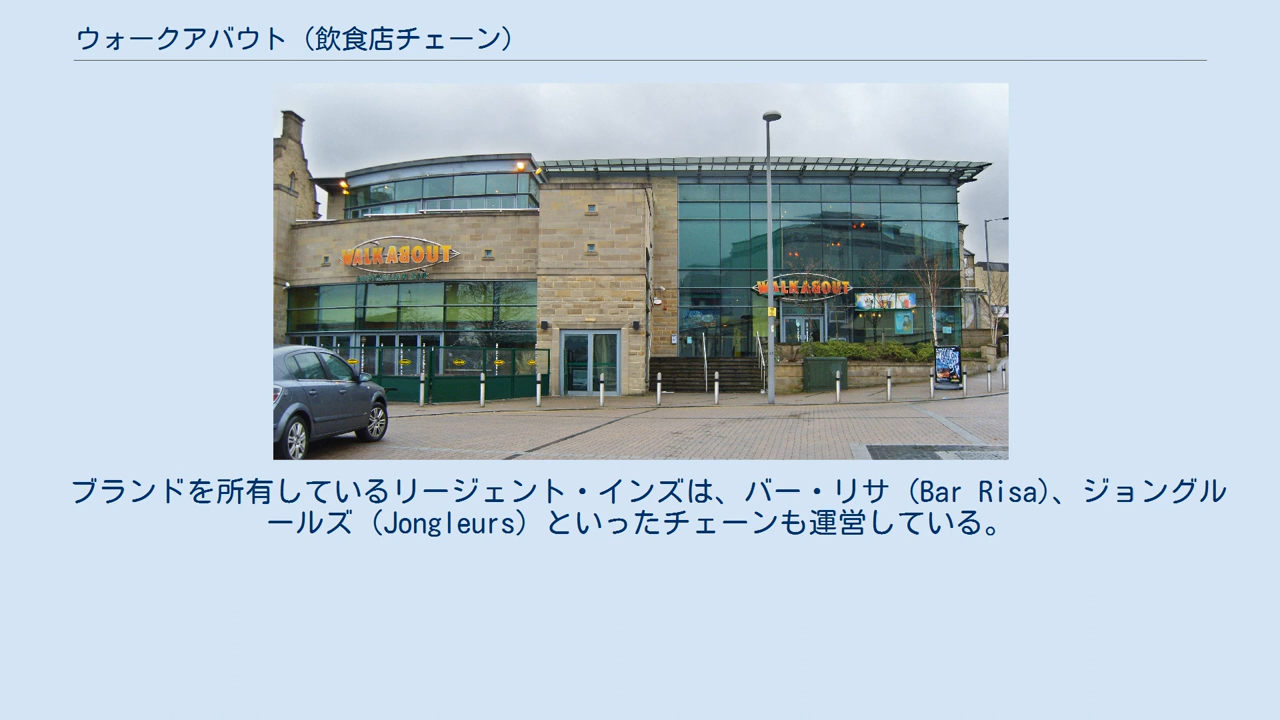 ウォークアバウト（飲食店チェーン）
WALKABOUT
WALKABOUT
ブランドを所有しているリージェント・インズは、バー・リサ（Bar Risa）、ジョングル
ールズ（Jongleurs）といったチェーンも運営している。